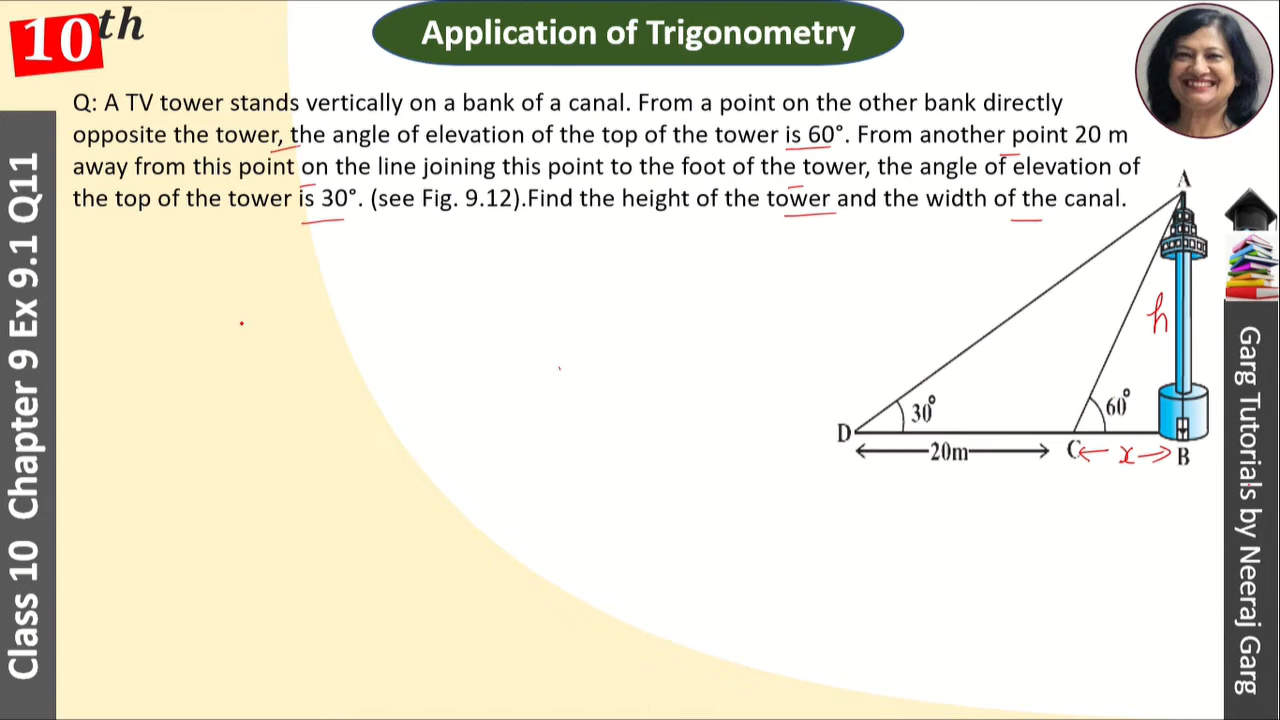 10th
Application of Trigonometry
Q: A TV tower stands vertically on a bank of a canal. From a point on the other bank directly
opposite the tower, the angle of elevation of the top of the tower is 60°. From another point 20 m
away from this point on the line joining this point to the foot of the tower, the angle of elevation of
the top of the tower is 30°. (see Fig. 9.12).Find the height of the tower and the width of the canal.
A
h
30°
60°
D
20m
C
x
B
Class 10 Chapter 9 Ex 9.1 Q11
Garg Tutorials by Neeraj Garg